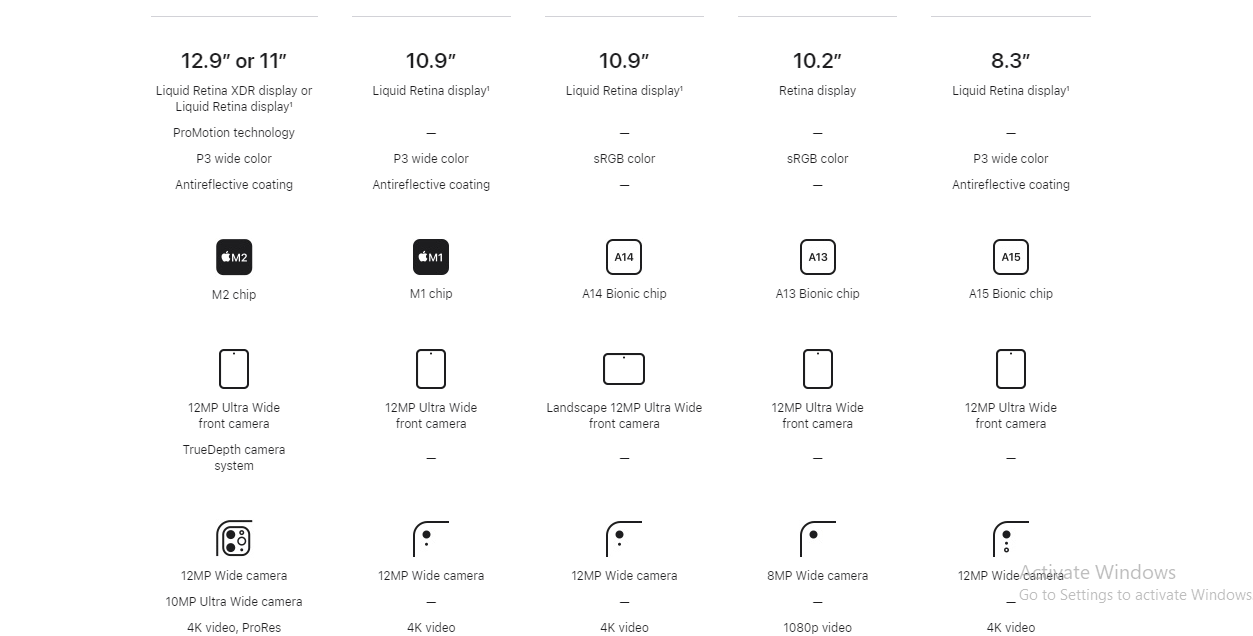 12.9″ or 11″ 10.9″ 10.9″ 10.2″ 8.3″
Liquid Retina XDR display or
Liquid Retina display¹ Liquid Retina display¹ Liquid Retina display¹ Retina display Liquid Retina display¹
ProMotion technology — — — —
P3 wide color P3 wide color sRGB color sRGB color P3 wide color
Antireflective coating Antireflective coating — — Antireflective coating
M2 M1 A14 A13 A15
M2 chip M1 chip A14 Bionic chip A13 Bionic chip A15 Bionic chip
12MP Ultra Wide 12MP Ultra Wide Landscape 12MP Ultra Wide 12MP Ultra Wide 12MP Ultra Wide
front camera front camera front camera front camera front camera
TrueDepth camera
system — — — —
12MP Wide camera 12MP Wide camera 12MP Wide camera 8MP Wide camera 12MP Wide camera
10MP Ultra Wide camera — — — —
4K video, ProRes 4K video 4K video 1080p video 4K video
Activate Windows
Go to Settings to activate Windows